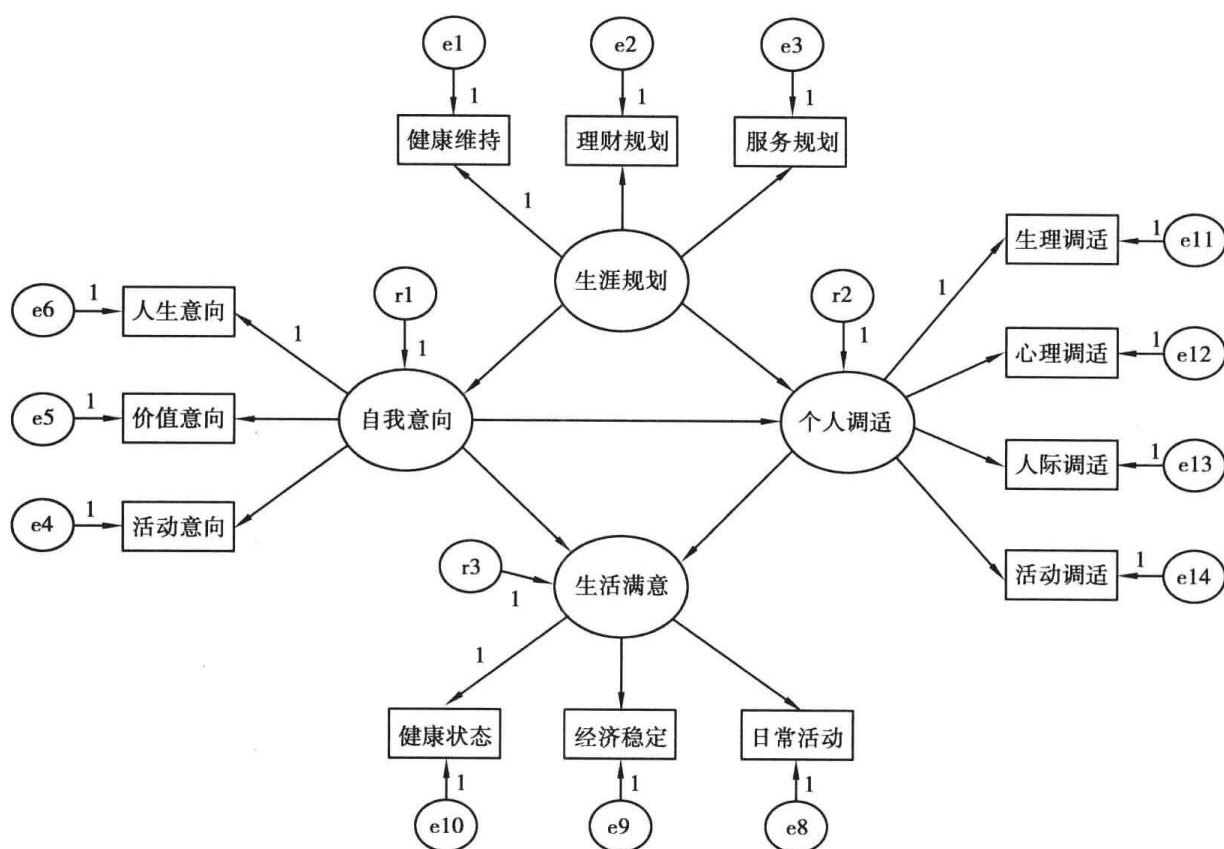 e1
e2
e3
1
1
1
健康维持
理财规划
服务规划
1
生涯规划
生理调适
1
e11
1
e6
1
人生意向
1
r1
1
r2
1
心理调适
1
e12
e5
1
价值意向
自我意向
个人调适
人际调适
1
e13
e4
1
活动意向
r3
1
生活满意
活动调适
1
e14
1
健康状态
经济稳定
日常活动
1
1
1
e10
e9
e8